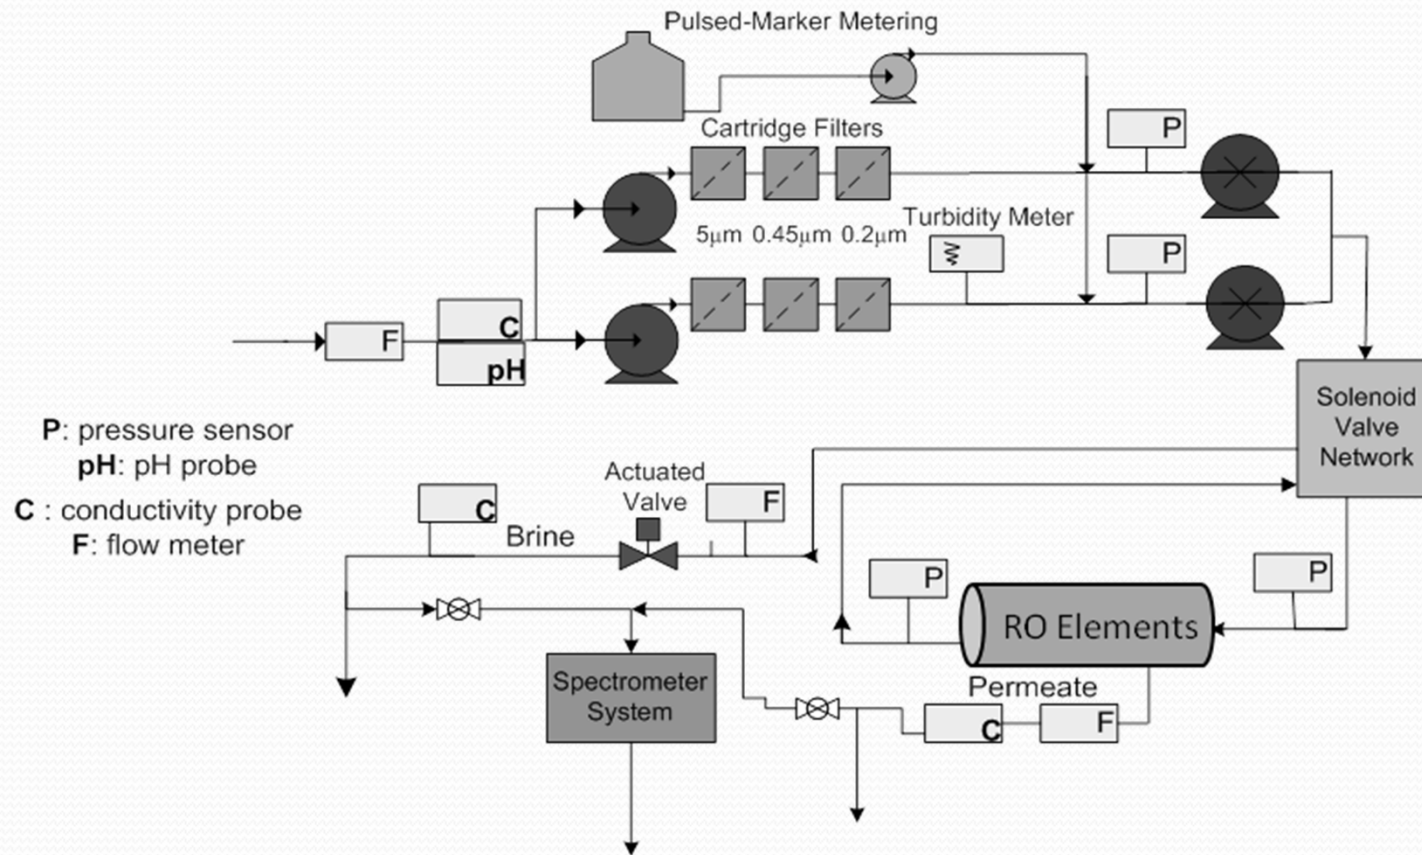 Pulsed-Marker Metering
Cartridge Filters
P
5μm 0.45μm 0.2μm
Turbidity Meter
P
F
C
pH
Solenoid
Valve
Network
P: pressure sensor
pH: pH probe
C : conductivity probe
F: flow meter
Actuated
Valve
C
F
Brine
P
P
RO Elements
Permeate
Spectrometer
System
C
F